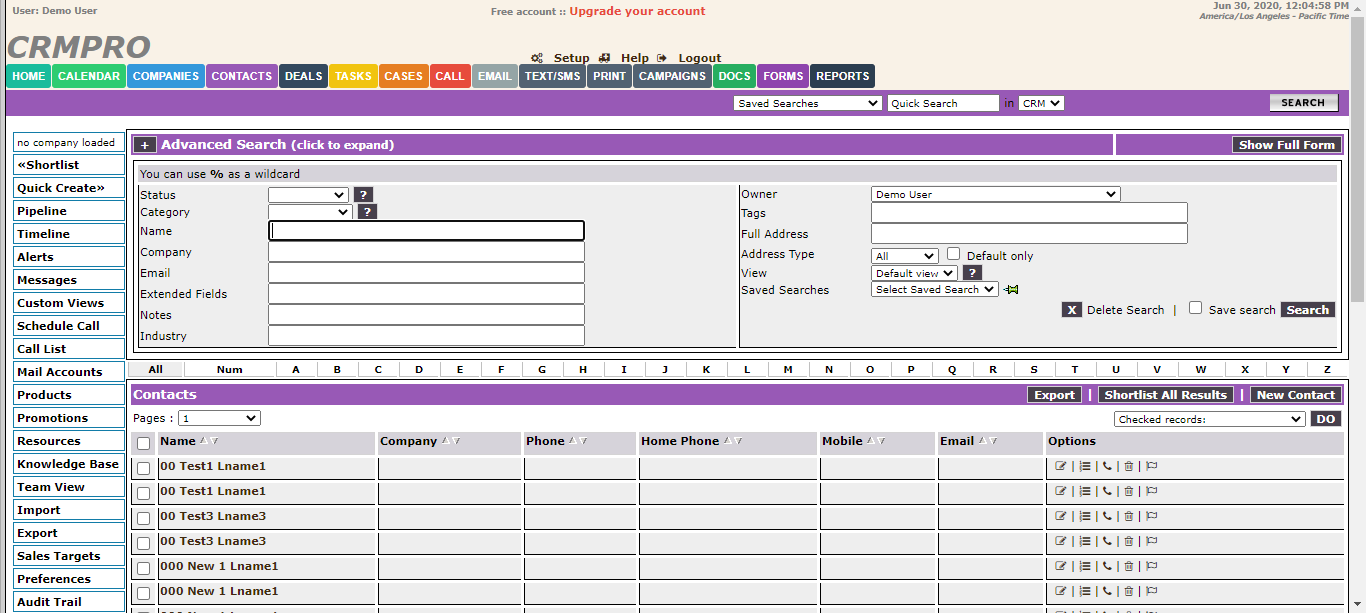 User: Demo User
Free account :: Upgrade your account
Jun 30, 2020, 12:04:58 PM
America/Los Angeles - Pacific Time
CRMPRO
Setup Help Logout
HOME CALENDAR COMPANIES CONTACTS DEALS TASKS CASES CALL EMAIL TEXT/SMS PRINT CAMPAIGNS DOCS FORMS REPORTS
Saved Searches Quick Search in CRM SEARCH
no company loaded
«Shortlist
Quick Create»
Pipeline
Timeline
Alerts
Messages
Custom Views
Schedule Call
Call List
Mail Accounts
Products
Promotions
Resources
Knowledge Base
Team View
Import
Export
Sales Targets
Preferences
Audit Trail
+ Advanced Search (click to expand) Show Full Form
You can use % as a wildcard
Status ?
Category ?
Name
Company
Email
Extended Fields
Notes
Industry
Owner Demo User
Tags
Full Address
Address Type All Default only
View Default view ?
Saved Searches Select Saved Search
X Delete Search | Save search Search
All Num A B C D E F G H I J K L M N O P Q R S T U V W X Y Z
Contacts Export | Shortlist All Results | New Contact
Pages : 1 Checked records: DO
Name Company Phone Home Phone Mobile Email Options
00 Test1 Lname1
00 Test1 Lname1
00 Test3 Lname3
00 Test3 Lname3
000 New 1 Lname1
000 New 1 Lname1